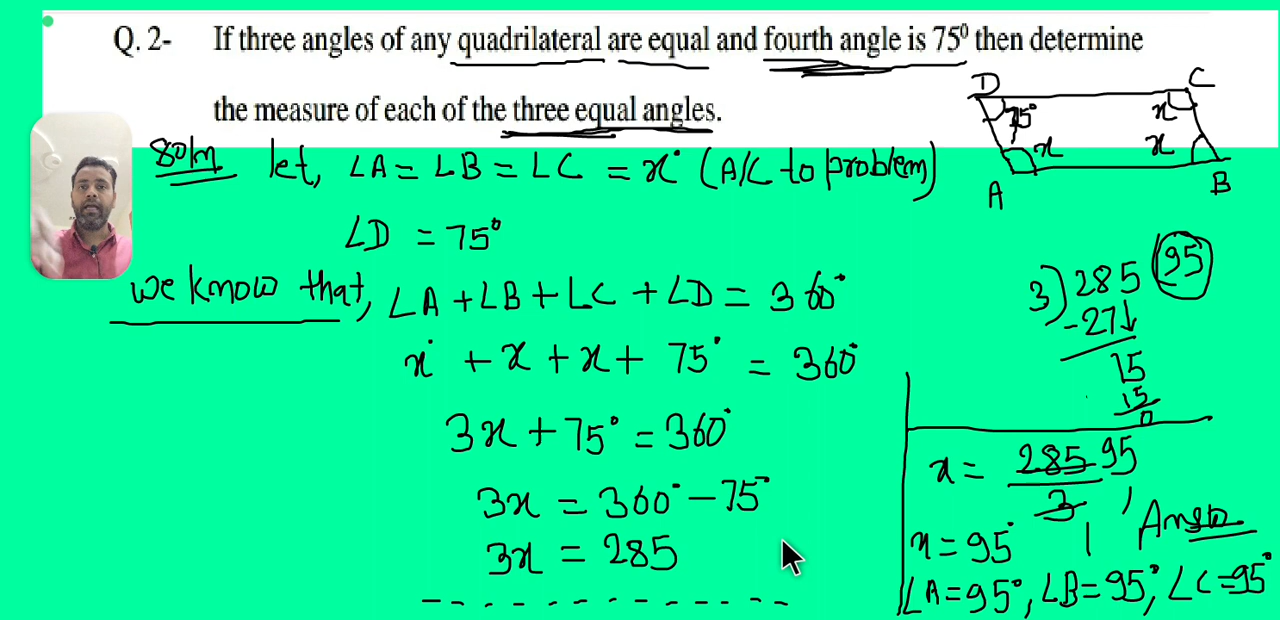 Q. 2- If three angles of any quadrilateral are equal and fourth angle is 75⁰ then determine
the measure of each of the three equal angles.
D C
75° x
x x
A B
Soln let, ∠A = ∠B = ∠C = x° (A/C to problem)
∠D = 75°
we know that, ∠A + ∠B + ∠C + ∠D = 360°
x° + x + x + 75° = 360°
3x + 75° = 360°
3x = 360° - 75°
3x = 285
3)285(95
-27↓
15
15
0
x = 285 95
3 1
x = 95° Ans
∠A = 95°, ∠B = 95°, ∠C = 95°